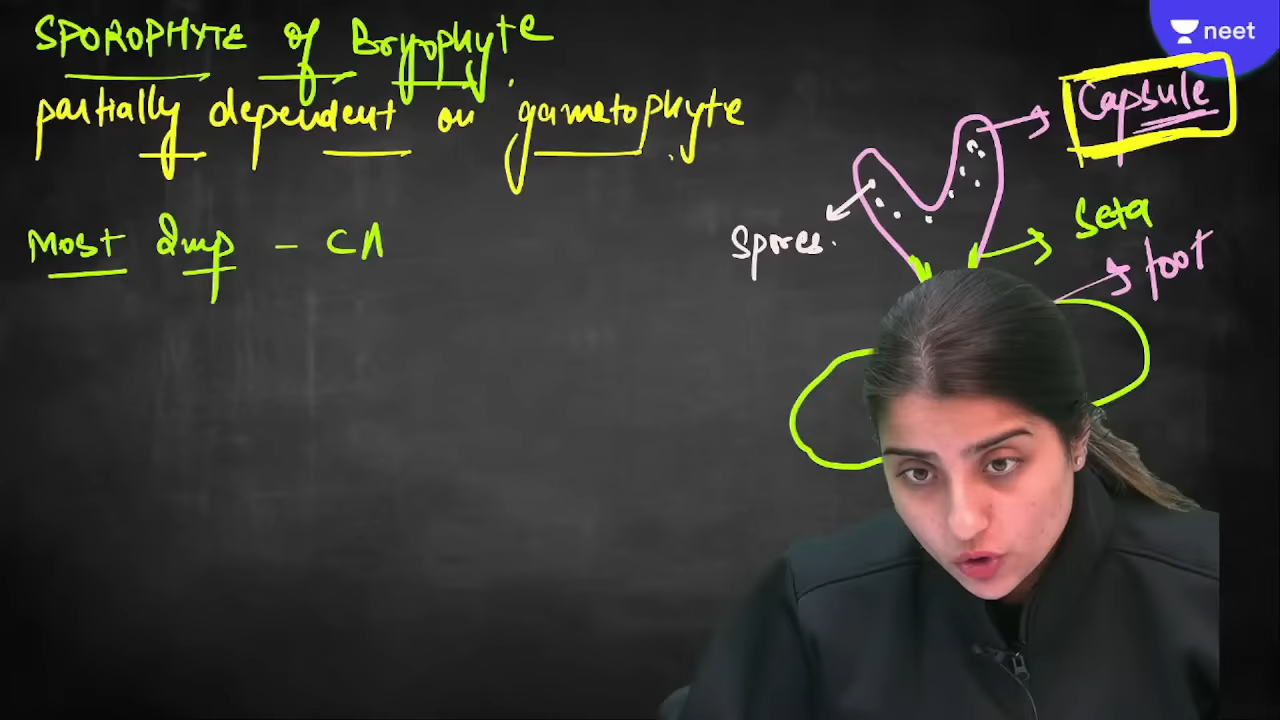 SPOROPHYTE of Bryophyte
partially dependent on gametophyte
Most Imp - CA
neet
Capsule
Seta
Spores.
foot